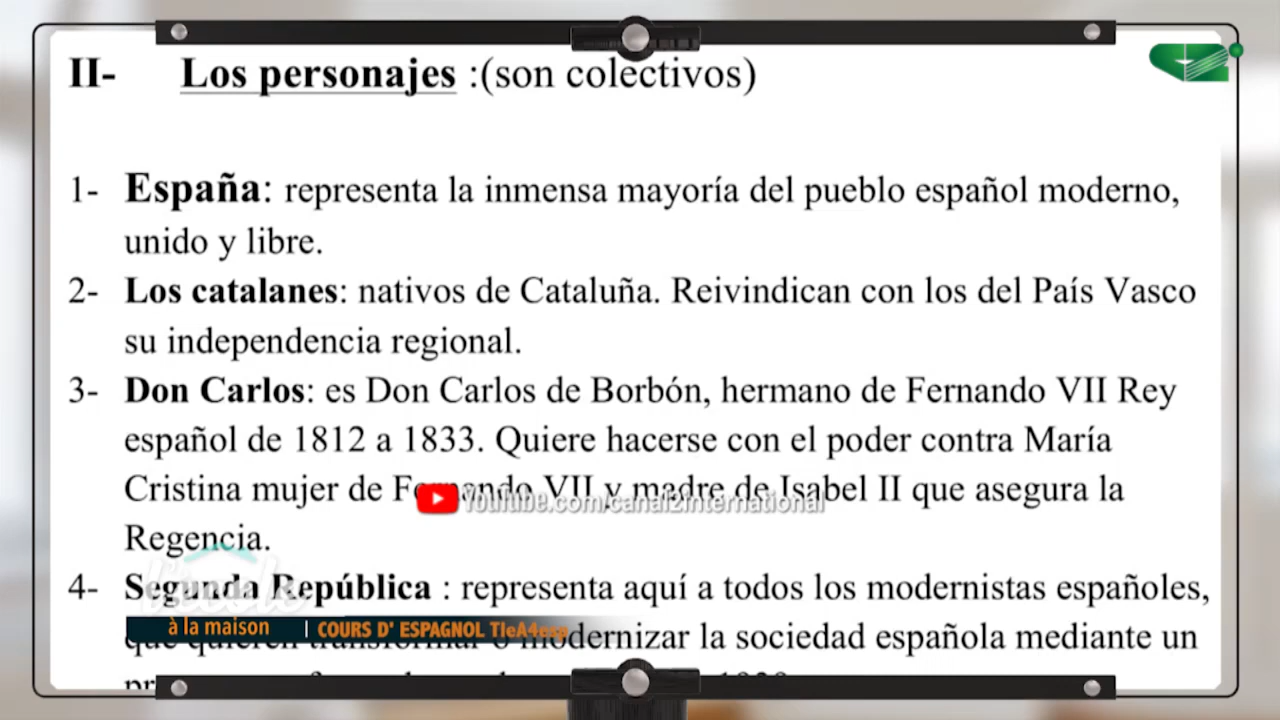 II- Los personajes :(son colectivos)
1- España: representa la inmensa mayoría del pueblo español moderno,
unido y libre.
2- Los catalanes: nativos de Cataluña. Reivindican con los del País Vasco
su independencia regional.
3- Don Carlos: es Don Carlos de Borbón, hermano de Fernando VII Rey
español de 1812 a 1833. Quiere hacerse con el poder contra María
Cristina mujer de Fernando VII y madre de Isabel II que asegura la
Youtube.com/canal2international
Regencia.
4- Segunda República : representa aquí a todos los modernistas españoles,
l'école
à la maison | COURS D' ESPAGNOL TleA4esp
que quieren transformar o modernizar la sociedad española mediante un